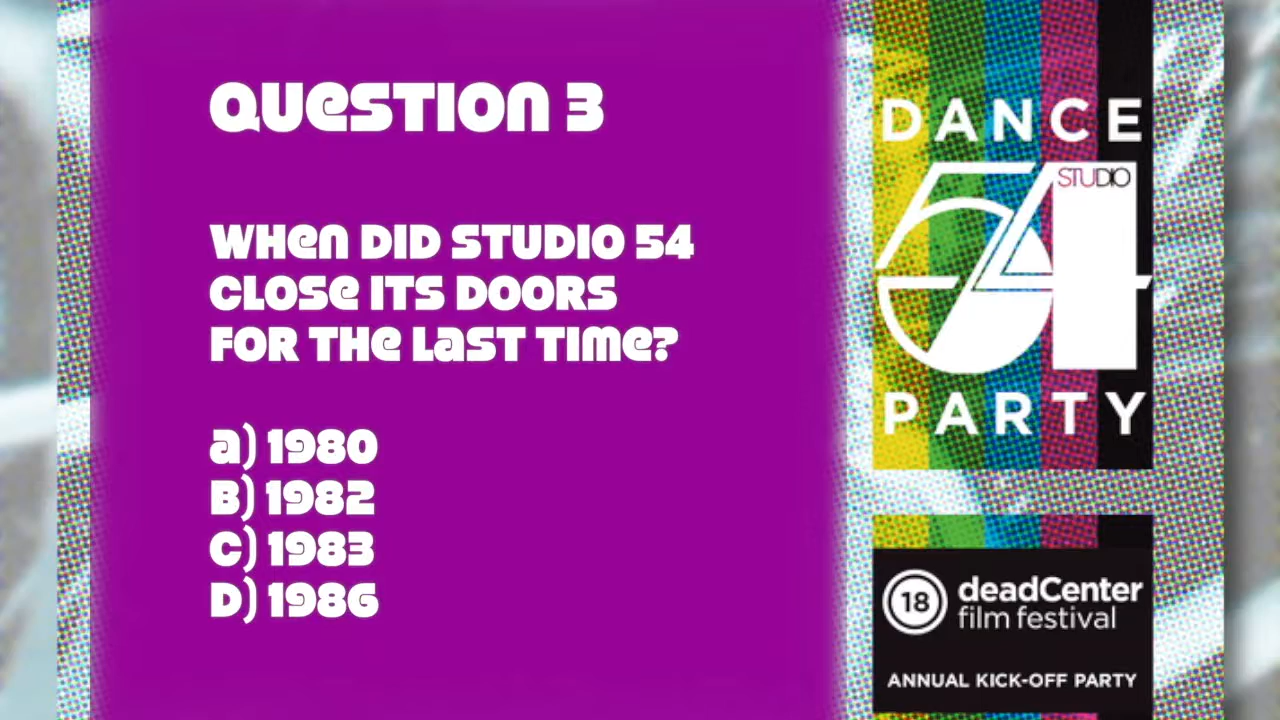 QUESTION 3
WHEN DID STUDIO 54
CLOSE ITS DOORS
FOR THE LAST TIME?
a) 1980
B) 1982
C) 1983
D) 1986
DANCE
STUDIO
54
PARTY
18
deadCenter
film festival
ANNUAL KICK-OFF PARTY